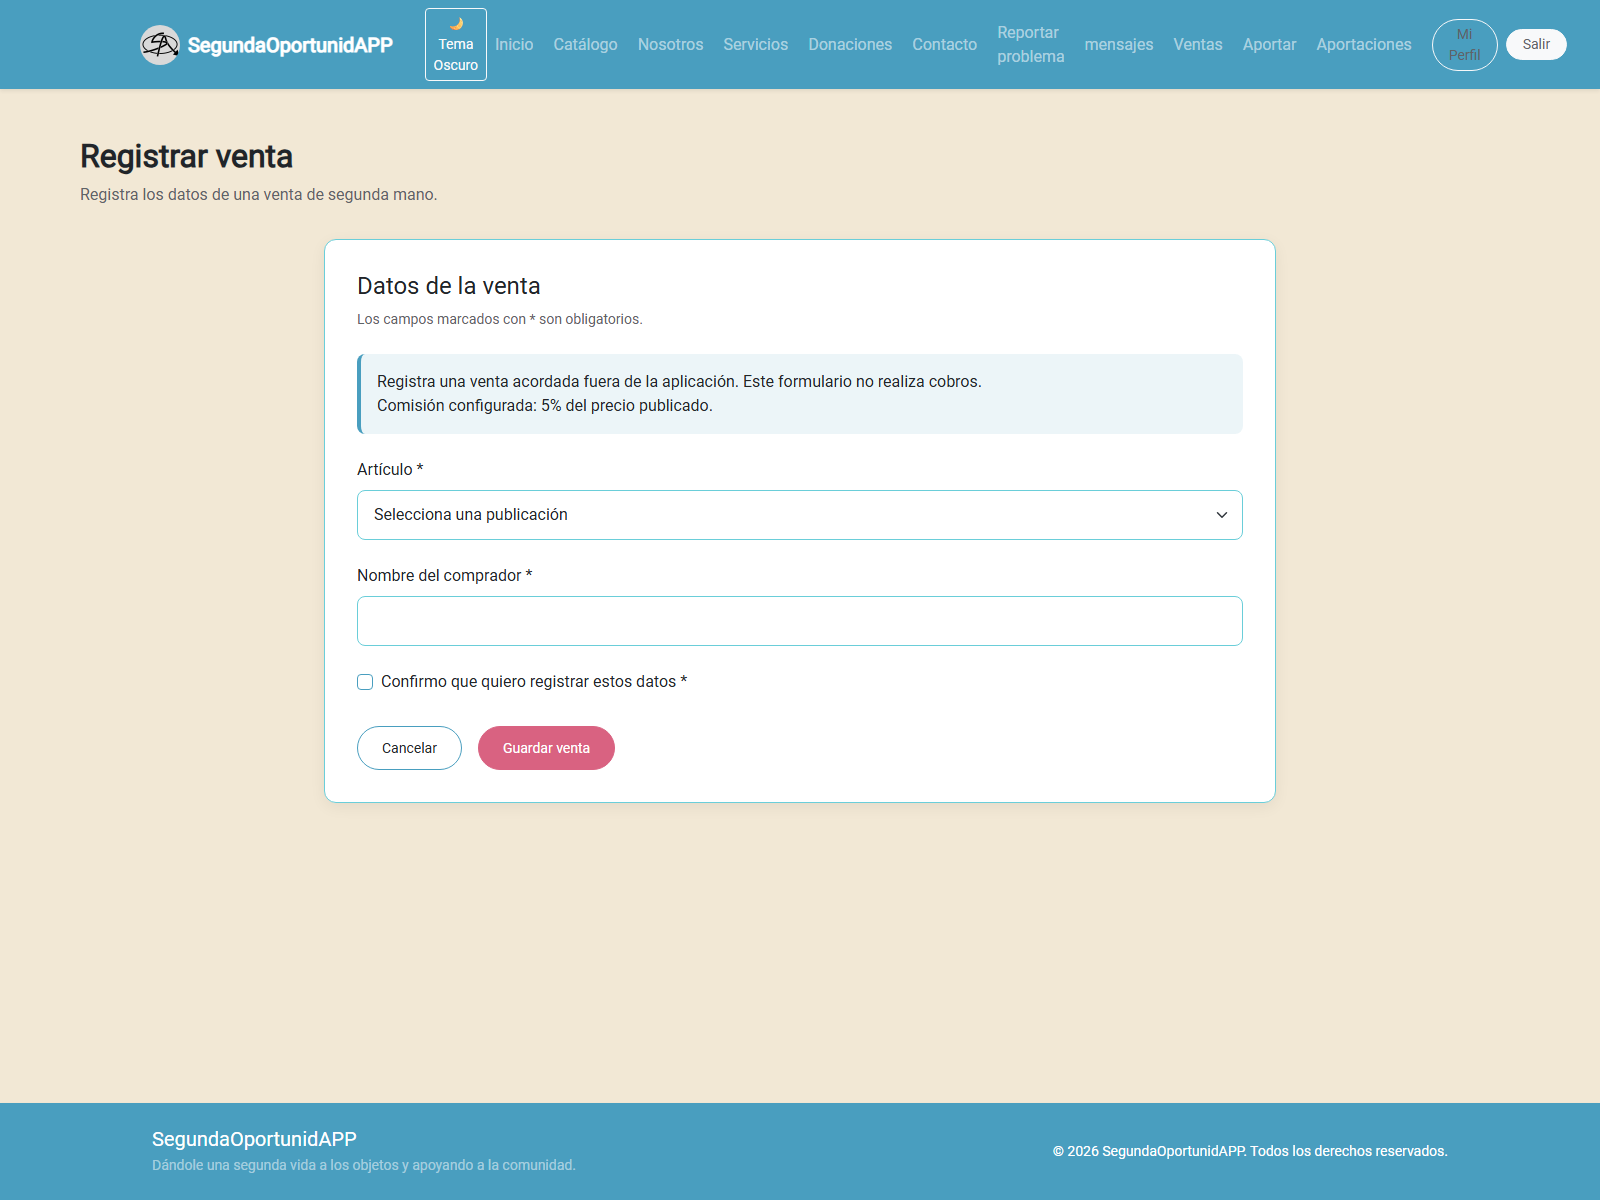 SegundaOportunidAPP
🌙
Tema
Oscuro
Inicio
Catálogo
Nosotros
Servicios
Donaciones
Contacto
Reportar
problema
mensajes
Ventas
Aportar
Aportaciones
Mi
Perfil
Salir
Registrar venta
Registra los datos de una venta de segunda mano.
Datos de la venta
Los campos marcados con * son obligatorios.
Registra una venta acordada fuera de la aplicación. Este formulario no realiza cobros.
Comisión configurada: 5% del precio publicado.
Artículo *
Selecciona una publicación
Nombre del comprador *
Confirmo que quiero registrar estos datos *
Cancelar
Guardar venta
SegundaOportunidAPP
Dándole una segunda vida a los objetos y apoyando a la comunidad.
© 2026 SegundaOportunidAPP. Todos los derechos reservados.